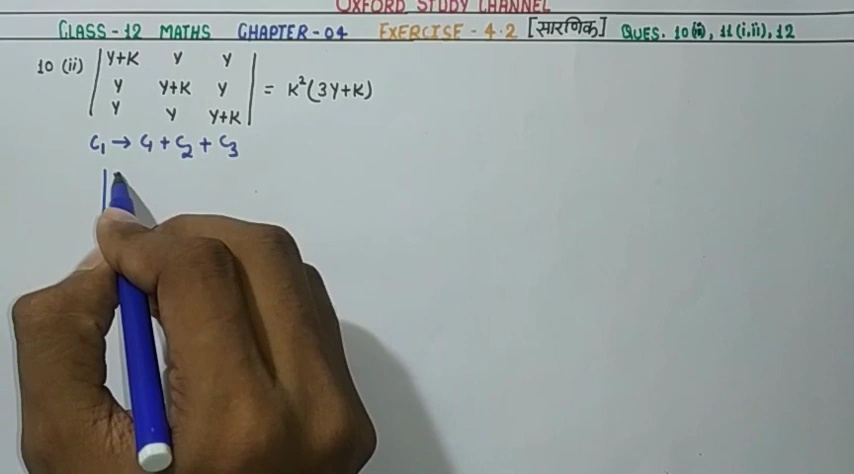 OXFORD STUDY CHANNEL
CLASS-12 MATHS CHAPTER-04 EXERCISE-4.2 [सारणिक] QUES. 10(ii), 11(i,ii), 12
10 (ii) | Y+K Y Y |
| Y Y+K Y | = K²(3Y+K)
| Y Y Y+K |
C₁ → C₁ + C₂ + C₃